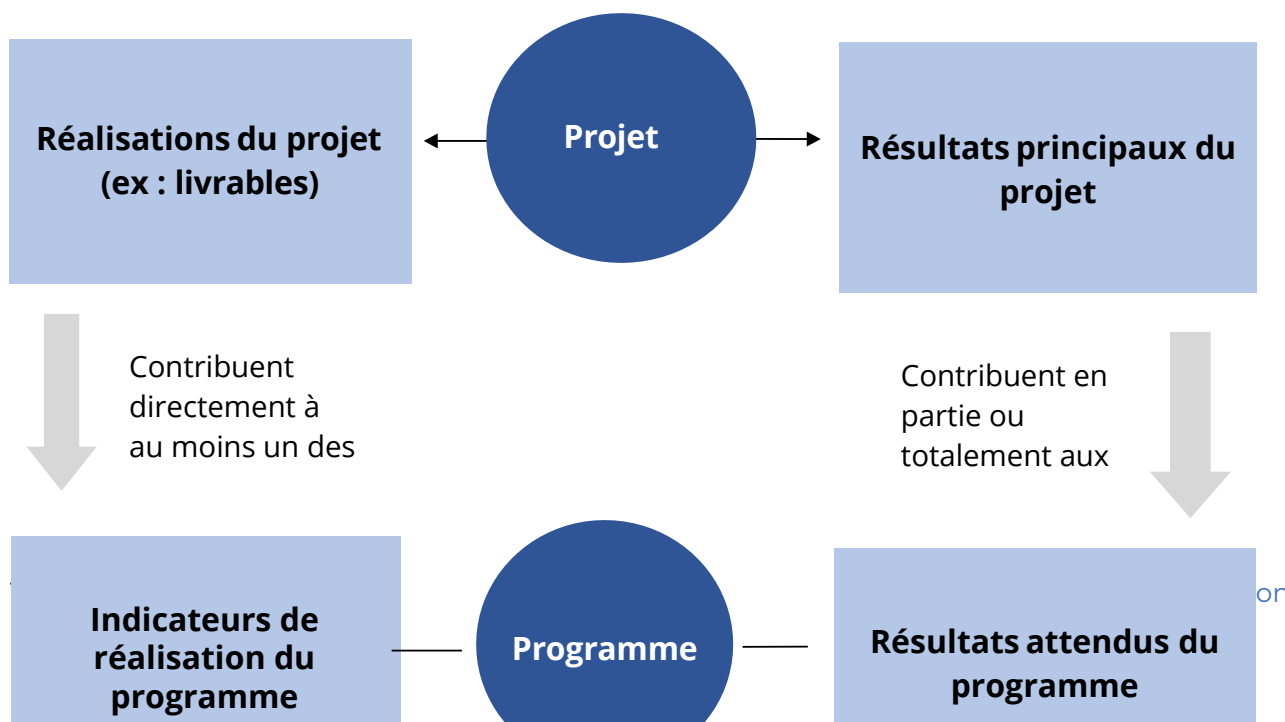 Réalisations du projet
(ex : livrables)
Projet
Résultats principaux du
projet
Contribuent
directement à
au moins un des
Contribuent en
partie ou
totalement aux
Indicateurs de
réalisation du
programme
Programme
Résultats attendus du
programme